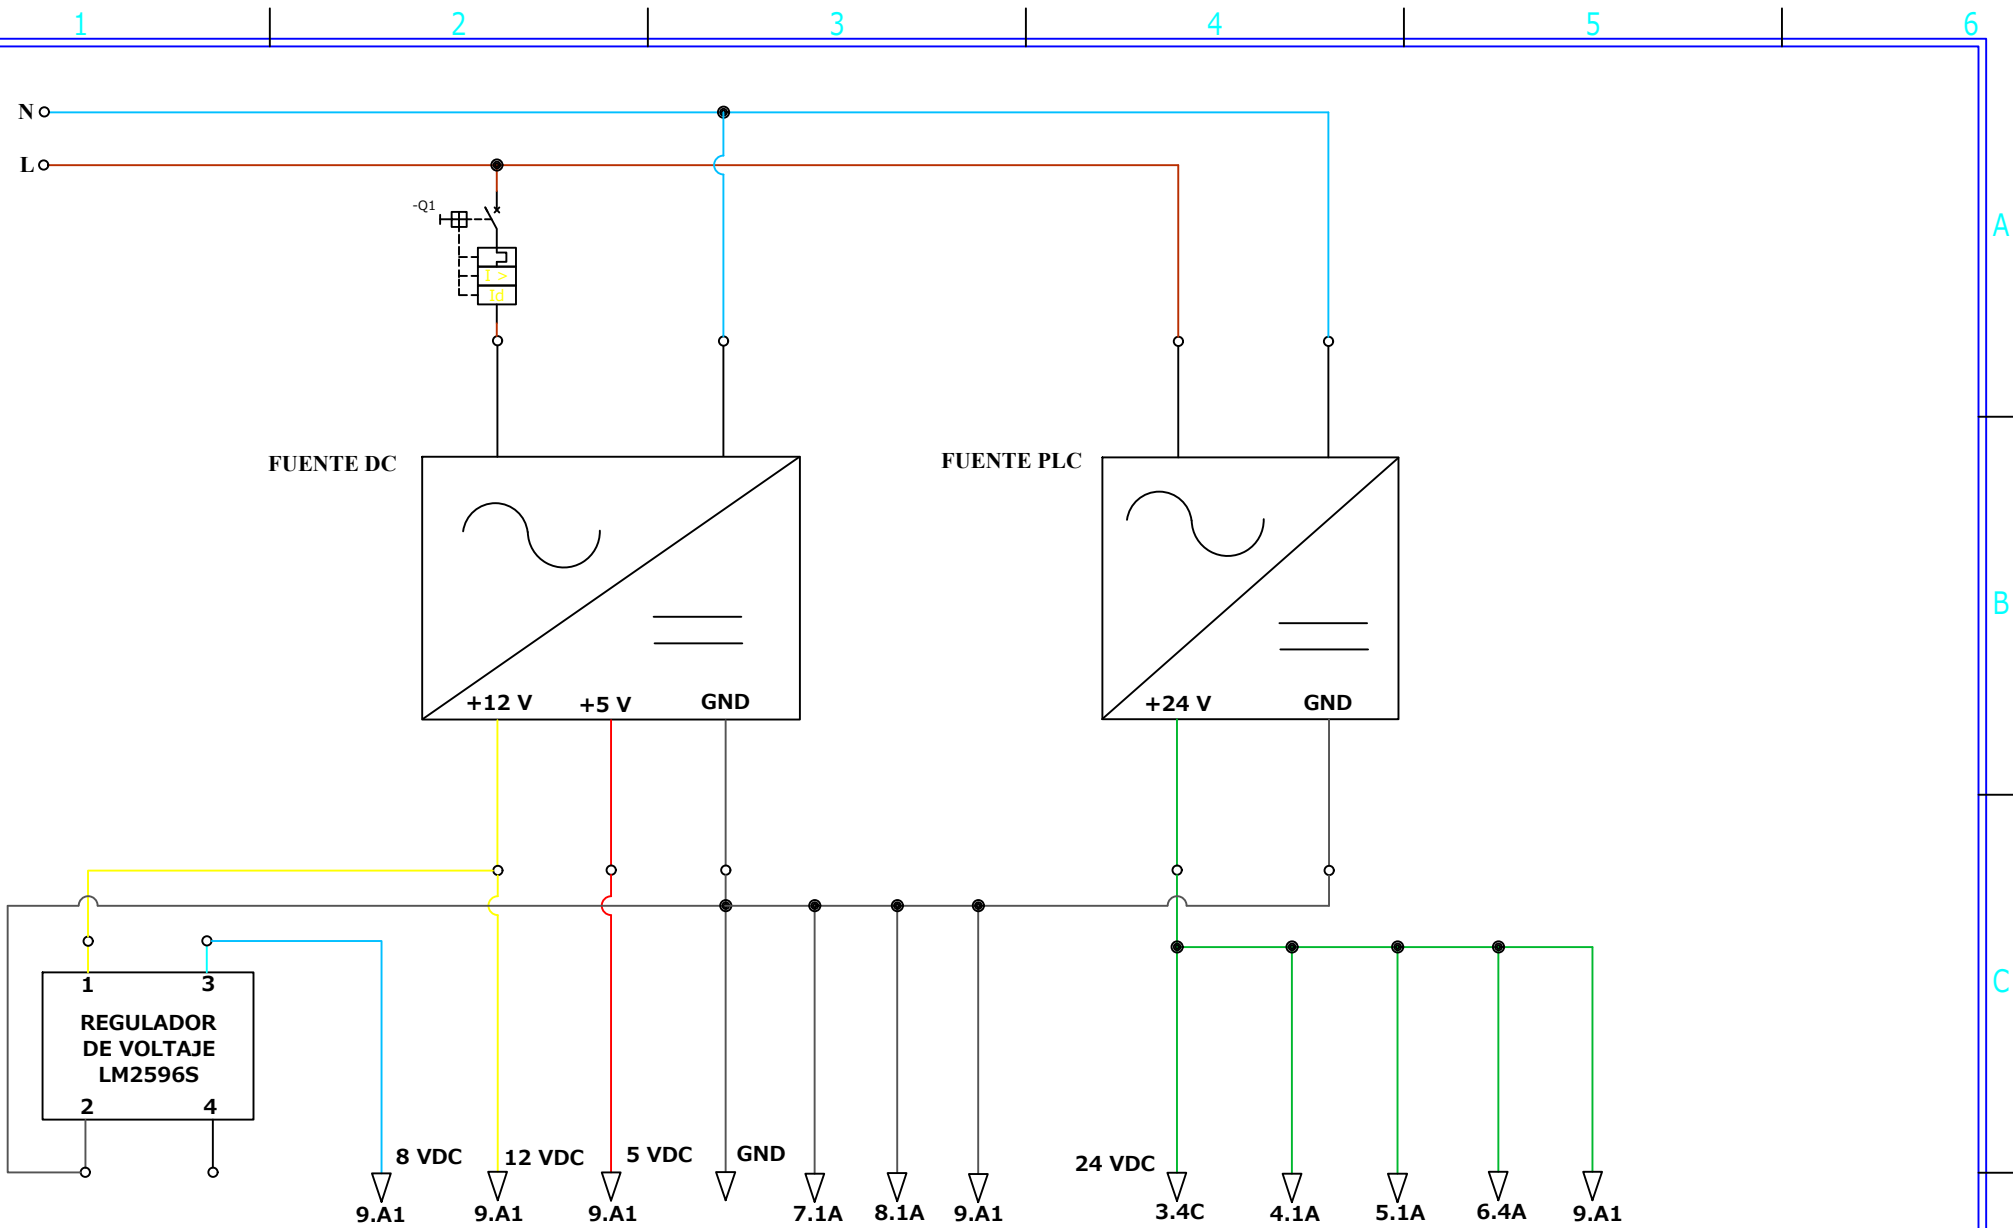 1 2 3 4 5 6
N
L
-Q1
A
I >
Id
FUENTE DC
FUENTE PLC
B
+12 V +5 V GND
+24 V GND
C
1 3
REGULADOR
DE VOLTAJE
LM2596S
2 4
8 VDC 12 VDC 5 VDC GND 24 VDC
9.A1 9.A1 9.A1 7.1A 8.1A 9.A1 3.4C 4.1A 5.1A 6.4A 9.A1